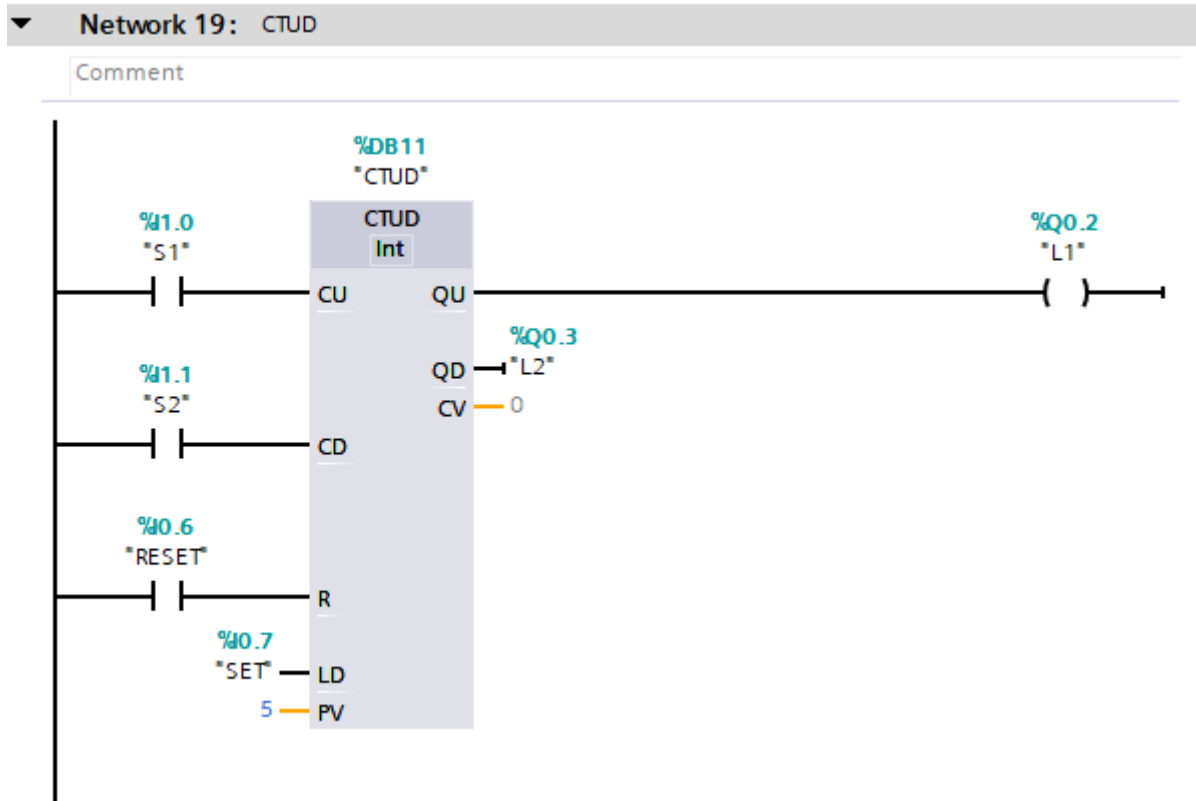 Network 19: CTUD
Comment
%DB11
"CTUD"
%I1.0
"S1"
CTUD
Int
%Q0.2
"L1"
CU QU
%Q0.3
"L2"
QD
%I1.1
"S2"
CV 0
CD
%I0.6
"RESET"
R
%I0.7
"SET" LD
5 PV